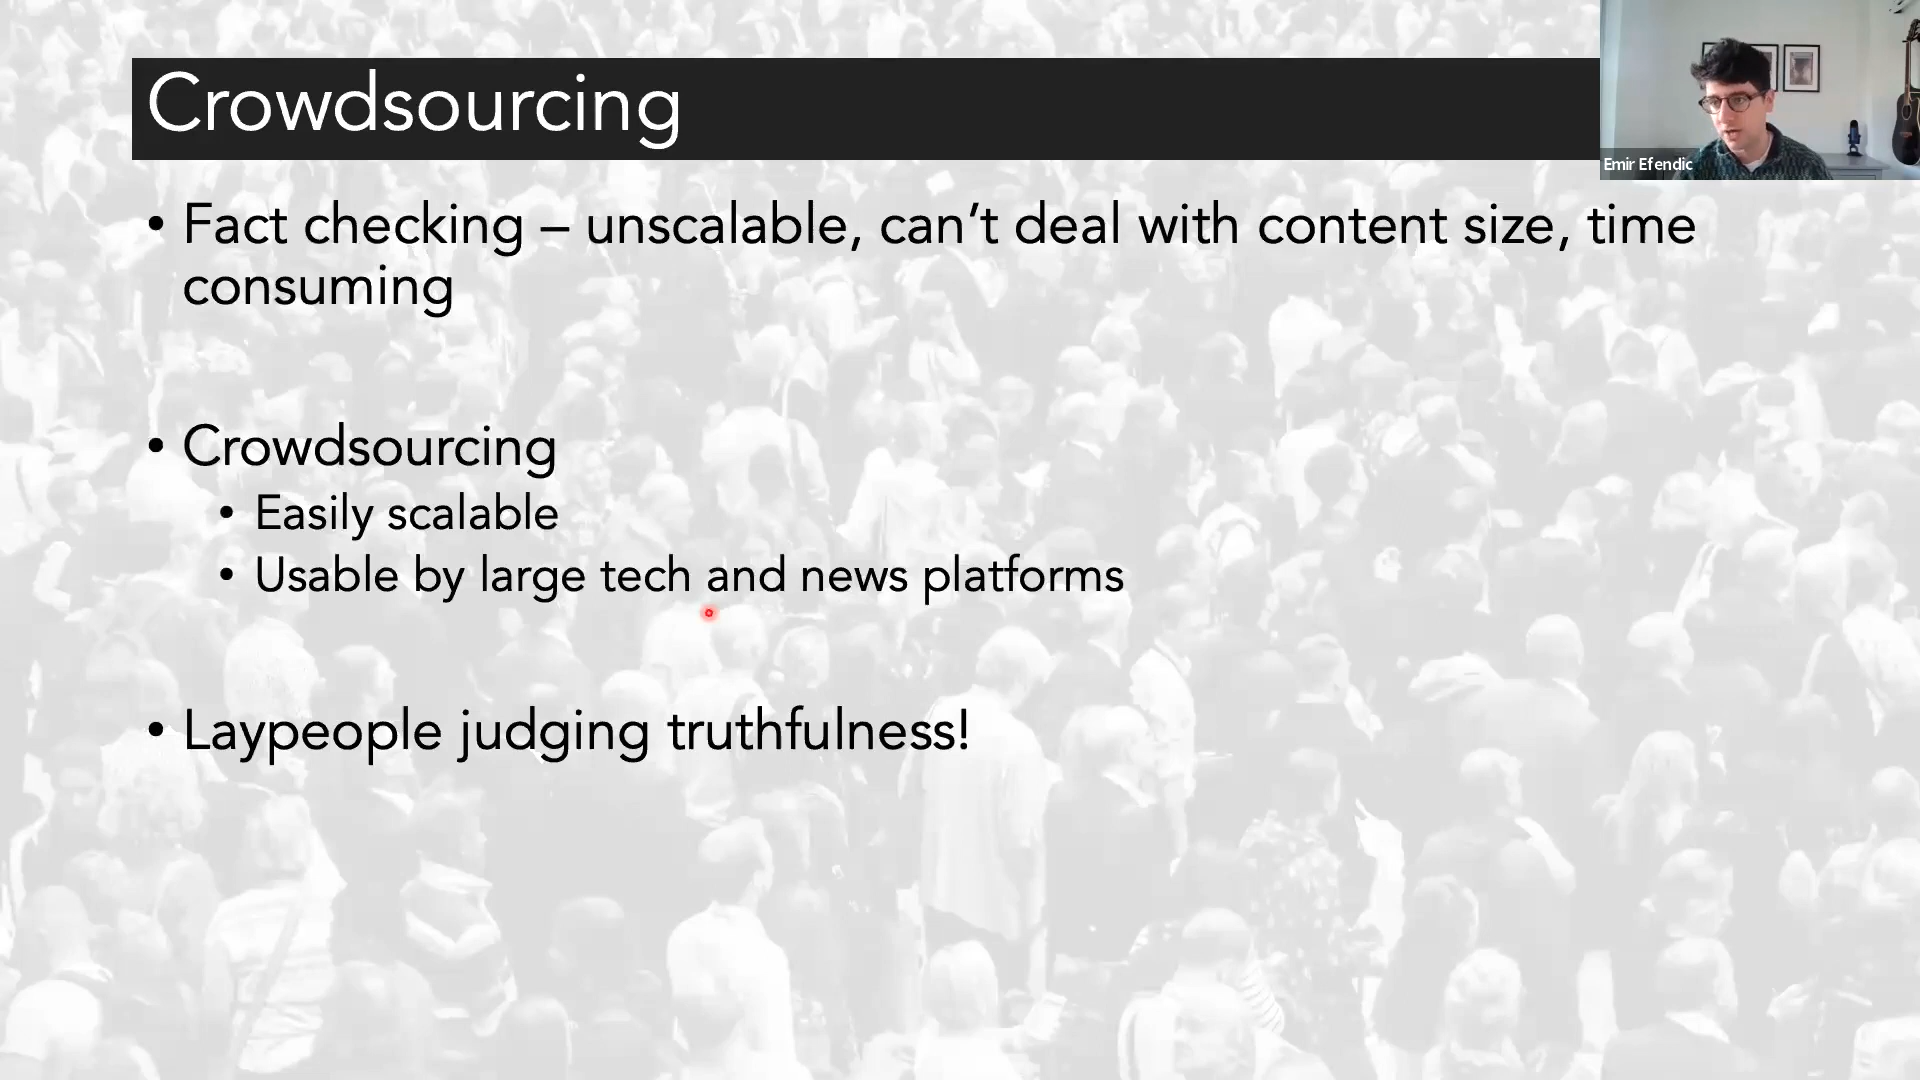 Crowdsourcing
Emir Efendic
• Fact checking – unscalable, can’t deal with content size, time
consuming
• Crowdsourcing
• Easily scalable
• Usable by large tech and news platforms
• Laypeople judging truthfulness!